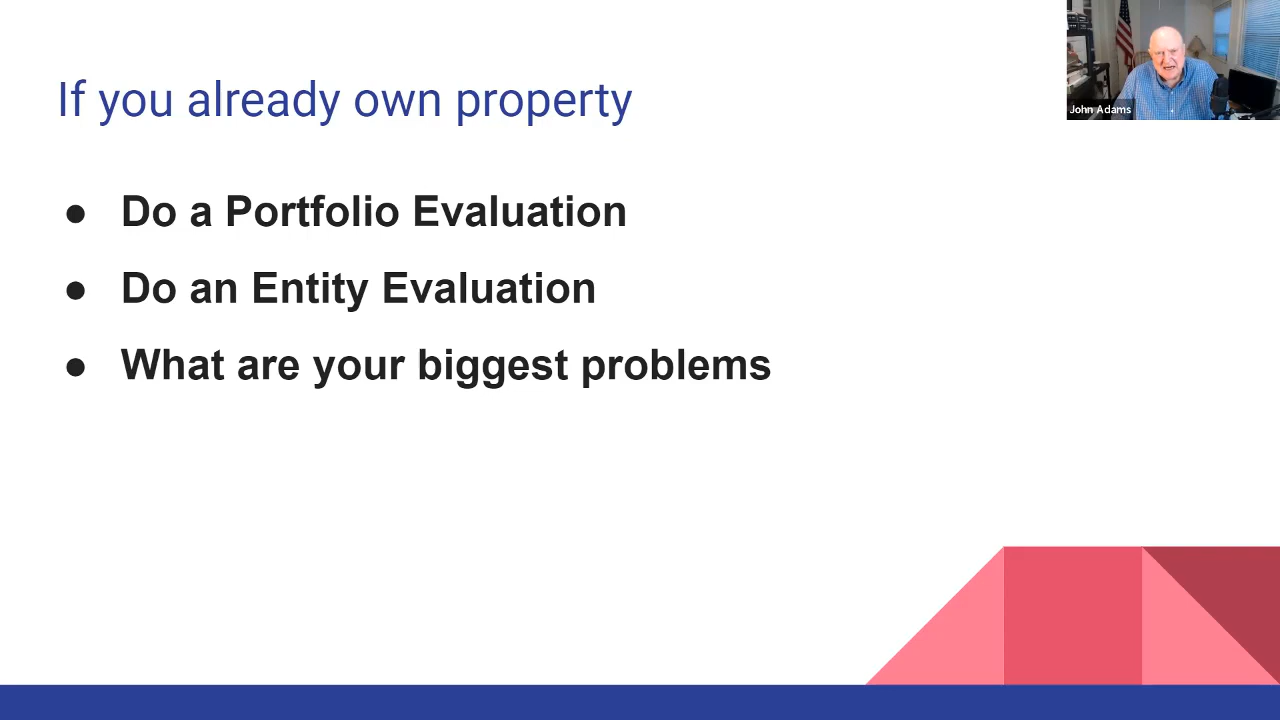 If you already own property
John Adams
● Do a Portfolio Evaluation
● Do an Entity Evaluation
● What are your biggest problems